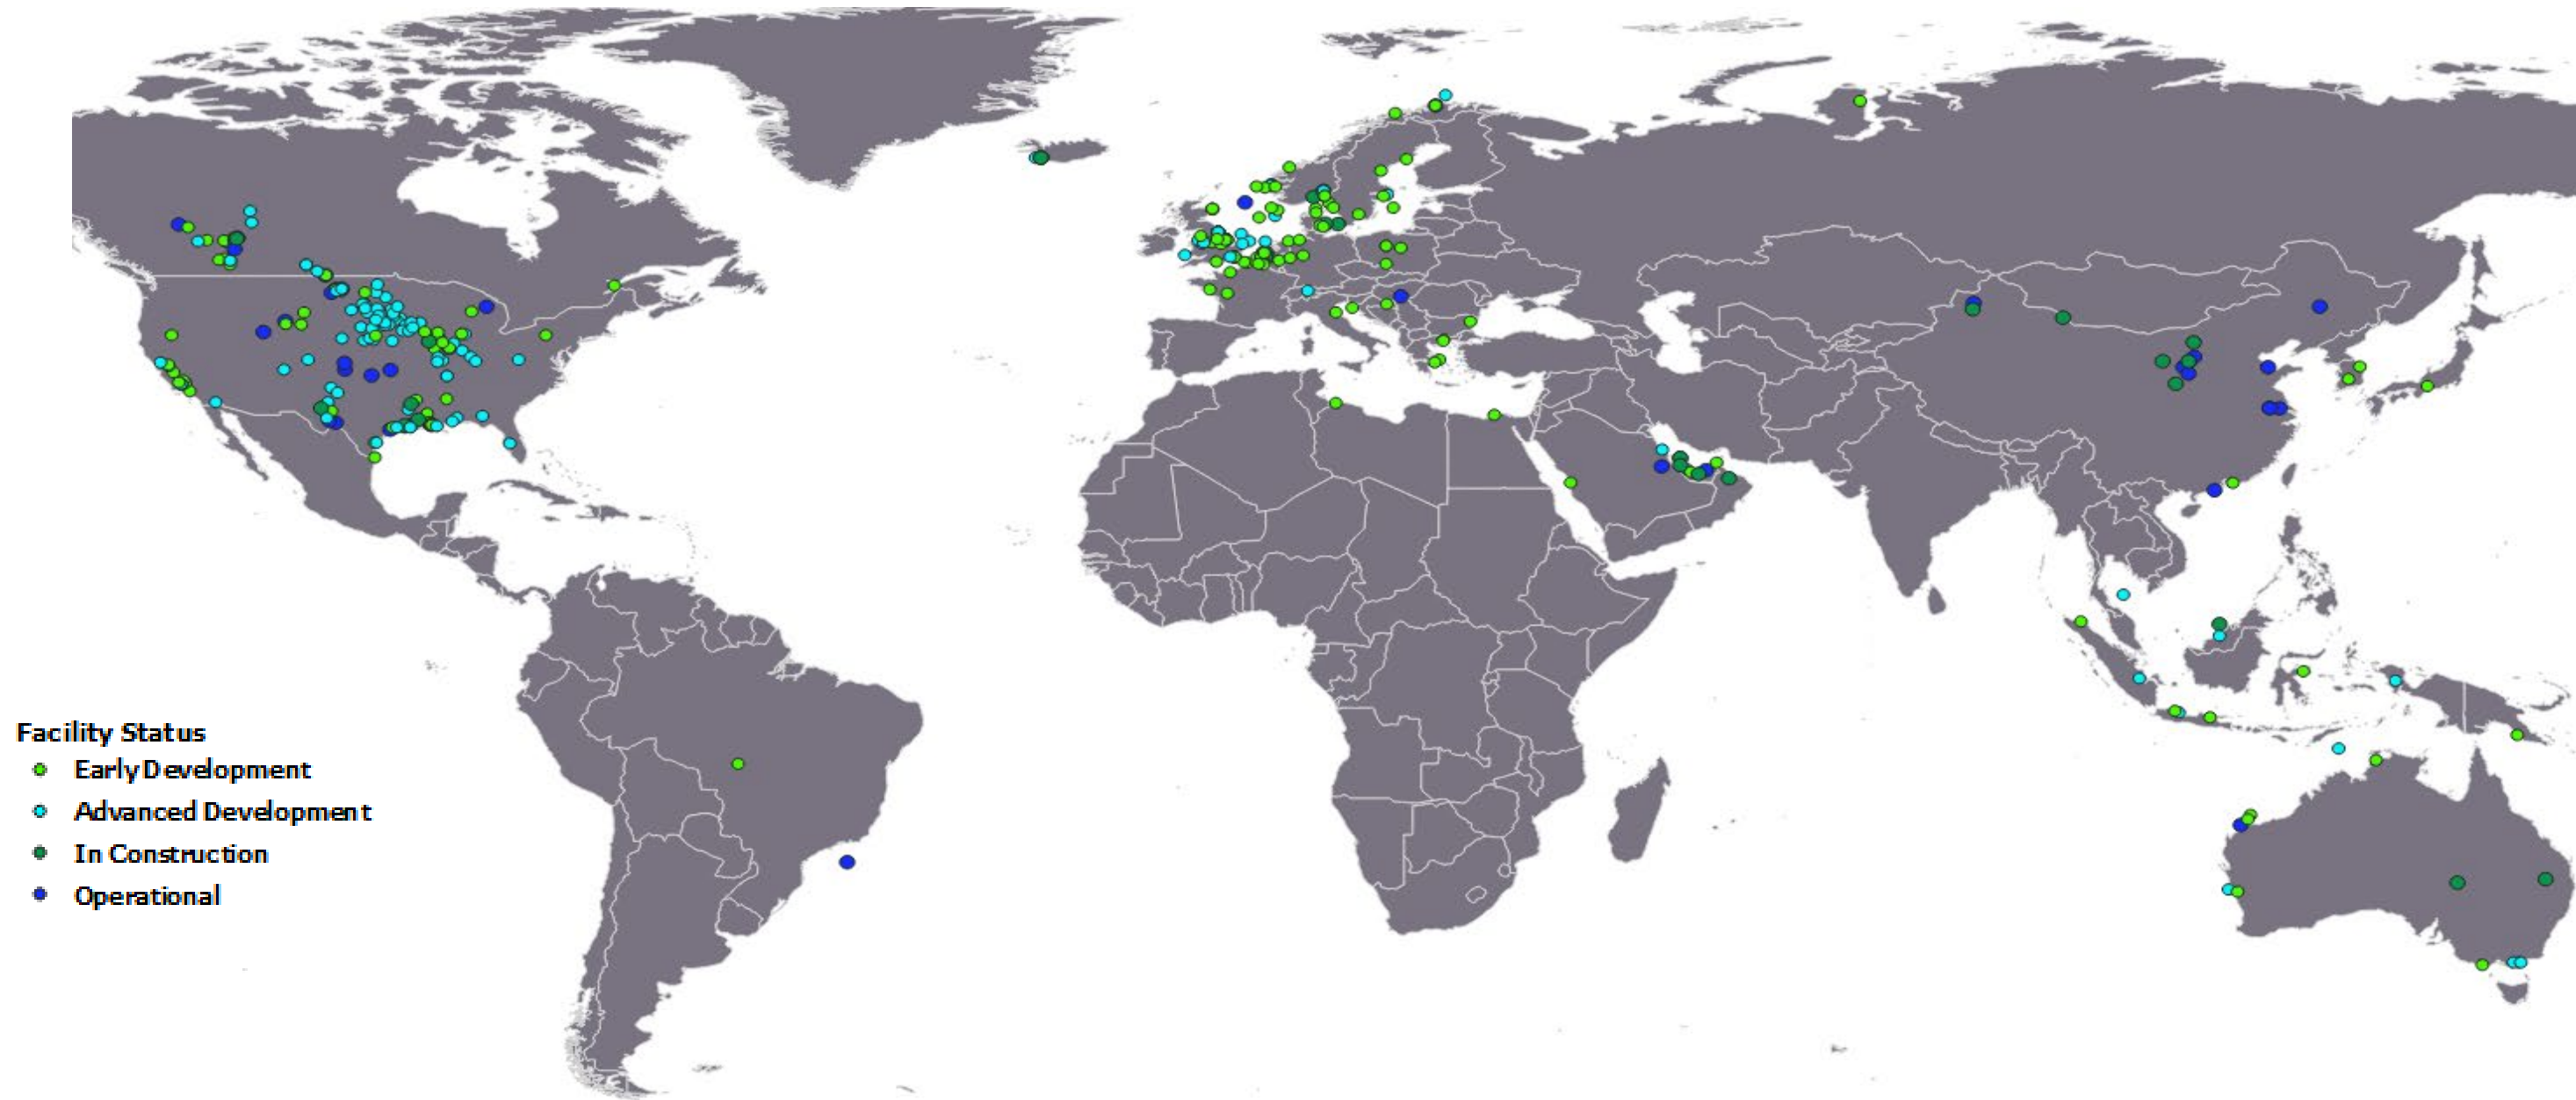 Facility Status
Early Development
Advanced Development
In Construction
Operational